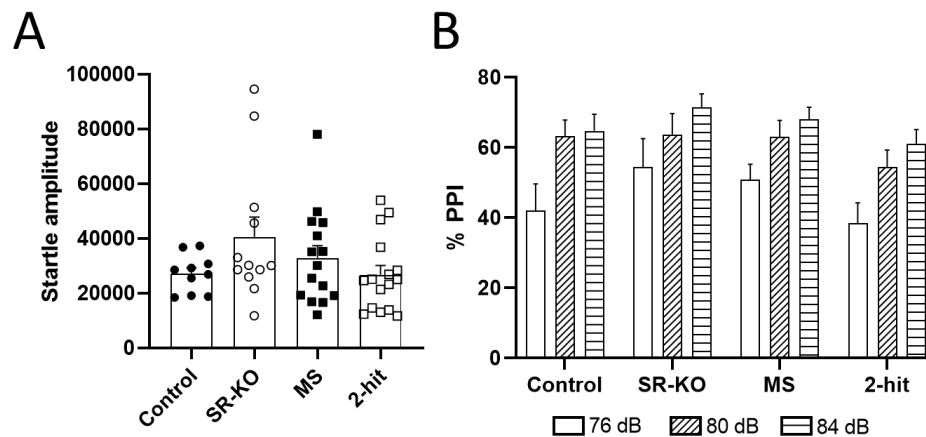 A
Startle amplitude
100000
80000
60000
40000
20000
0
Control
SR-KO
MS
2-hit
B
% PPI
80
60
40
20
0
Control SR-KO MS 2-hit
76 dB 80 dB 84 dB